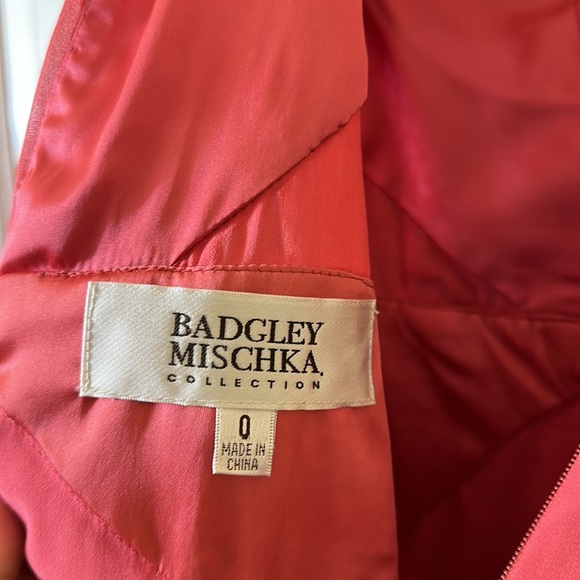 BADGLEY
MISCHKA.
COLLECTION
0
MADE IN
CHINA